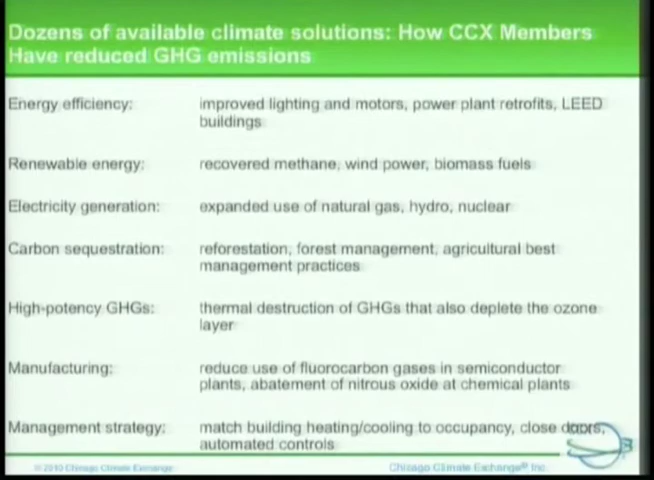 Dozens of available climate solutions: How CCX Members
Have reduced GHG emissions
Energy efficiency: improved lighting and motors, power plant retrofits, LEED
buildings
Renewable energy: recovered methane, wind power, biomass fuels
Electricity generation: expanded use of natural gas, hydro, nuclear
Carbon sequestration: reforestation, forest management, agricultural best
management practices
High-potency GHGs: thermal destruction of GHGs that also deplete the ozone
layer
Manufacturing: reduce use of fluorocarbon gases in semiconductor
plants, abatement of nitrous oxide at chemical plants
Management strategy: match building heating/cooling to occupancy, close doors,
automated controls
© 2010 Chicago Climate Exchange Chicago Climate Exchange® Inc.